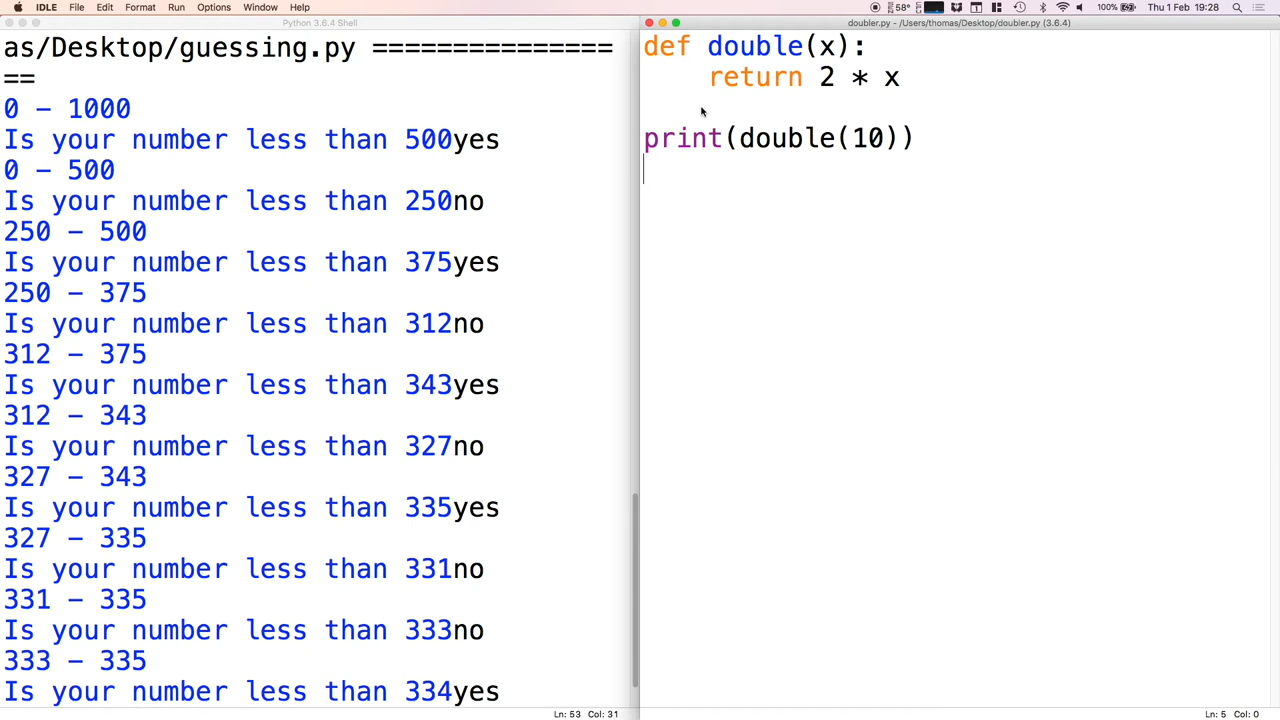 IDLE File Edit Format Run Options Window Help
58° 100% Thu 1 Feb 19:28
Python 3.6.4 Shell
as/Desktop/guessing.py ===============
==
0 - 1000
Is your number less than 500yes
0 - 500
Is your number less than 250no
250 - 500
Is your number less than 375yes
250 - 375
Is your number less than 312no
312 - 375
Is your number less than 343yes
312 - 343
Is your number less than 327no
327 - 343
Is your number less than 335yes
327 - 335
Is your number less than 331no
331 - 335
Is your number less than 333no
333 - 335
Is your number less than 334yes
Ln: 53 Col: 31
doubler.py - /Users/thomas/Desktop/doubler.py (3.6.4)
def double(x):
    return 2 * x
print(double(10))
Ln: 5 Col: 0